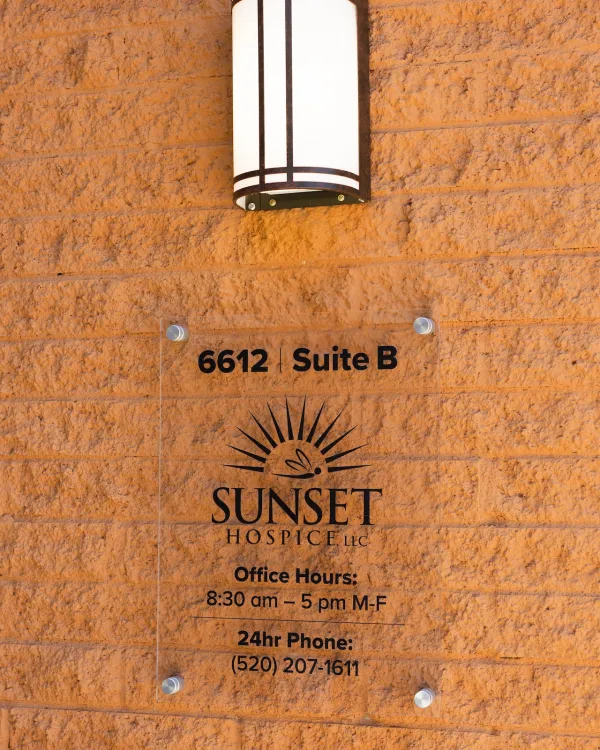 6612 | Suite B
SUNSET
HOSPICE LLC
Office Hours:
8:30 am – 5 pm M-F
24hr Phone:
(520) 207-1611